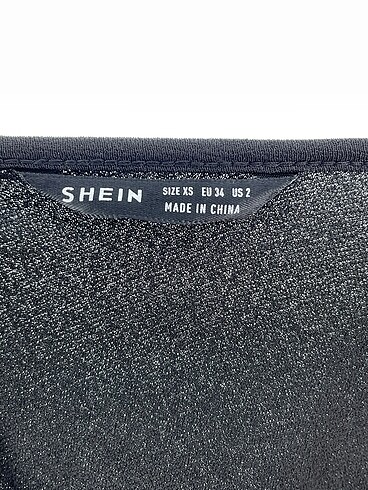 SHEIN
SIZE XS EU 34 US 2
MADE IN CHINA